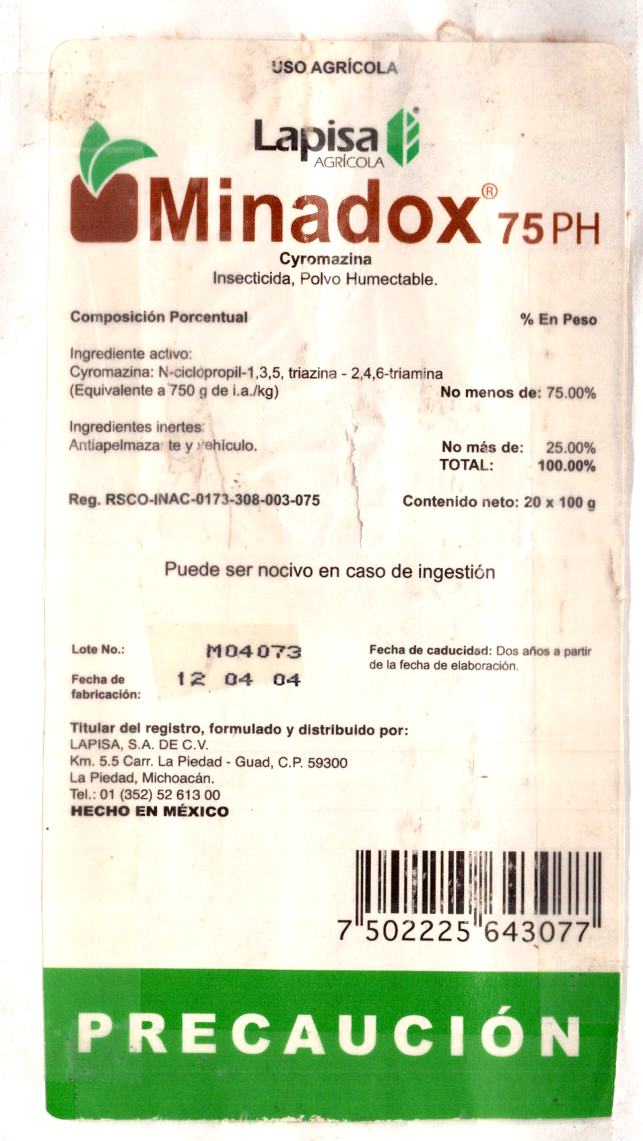 USO AGRÍCOLA
Lapisa®
AGRÍCOLA
Minadox® 75 PH
Cyromazina
Insecticida, Polvo Humectable.
Composición Porcentual % En Peso
Ingrediente activo:
Cyromazina: N-ciclopropil-1,3,5, triazina - 2,4,6-triamina
(Equivalente a 750 g de i.a./kg) No menos de: 75.00%
Ingredientes inertes:
te y vehículo. No más de: 25.00%
TOTAL: 100.00%
Reg. RSCO-INAC-0173-308-003-075 Contenido neto: 20 x 100 g
Puede ser nocivo en caso de ingestión
Lote No.: M04073 Fecha de caducidad: Dos años a partir
de la fecha de elaboración.
Fecha de fabricación: 12 04 04
Titular del registro, formulado y distribuido por:
LAPISA, S.A. DE C.V.
Km. 5.5 Carr. La Piedad - Guad, C.P. 59300
La Piedad, Michoacán.
Tel.: 01 (352) 52 613 00
HECHO EN MÉXICO
7 502225 643077
PRECAUCIÓN